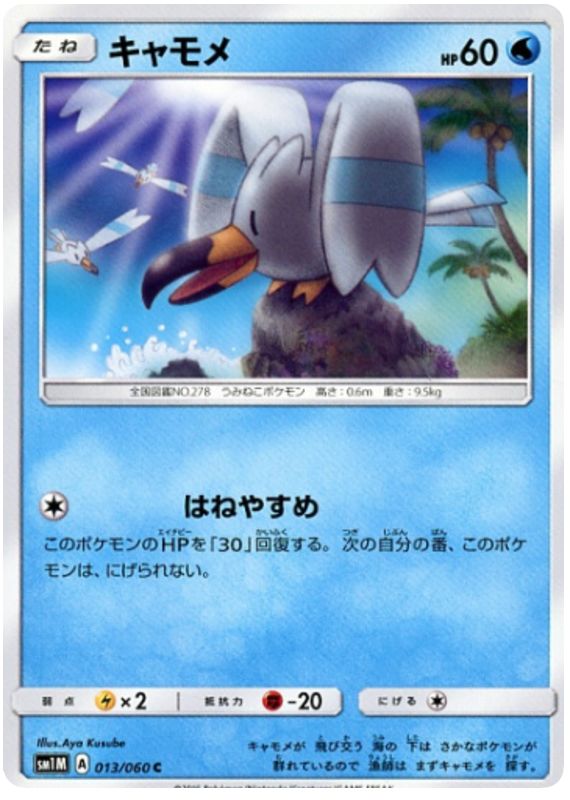 たね キャモメ HP60
全国図鑑NO.278 うみねこポケモン 高さ:0.6m 重さ:9.5kg
はねやすめ
このポケモンのHPを「30」回復する。次の自分の番、このポケ
モンは、にげられない。
弱点 ×2 抵抗力 -20 にげる
Illus.Aya Kusube
SM1M A 013/060 C
キャモメが 飛び交う 海の 下は さかなポケモンが
群れているので 漁師は まずキャモメを 探す。